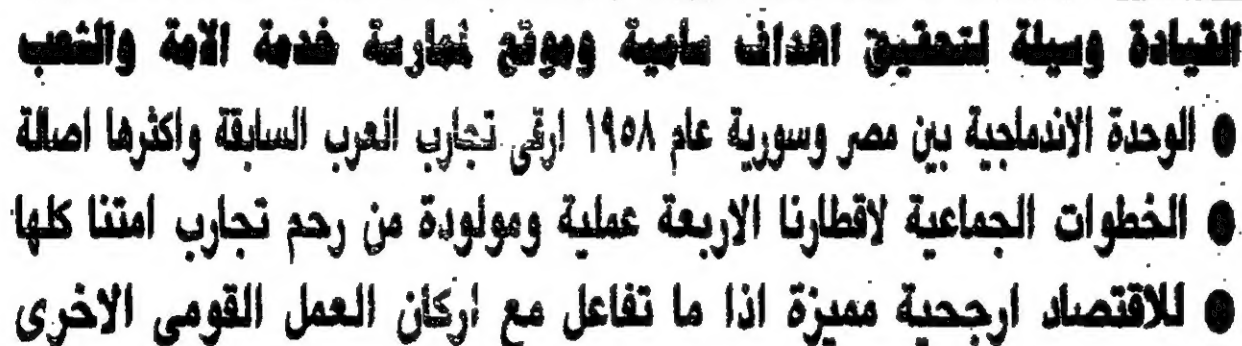 القيادة وسيلة لتحقيق اهداف سامية وموقع لممارسة خدمة الامة والشعب
● الوحدة الاندماجية بين مصر وسورية عام ١٩٥٨ ارقى تجارب العرب السابقة واكثرها اصالة
● الخطوات الجماعية لاقطارنا الاربعة عملية ومولودة من رحم تجارب امتنا كلها
● للاقتصاد ارجحية مميزة اذا ما تفاعل مع اركان العمل القومي الاخرى